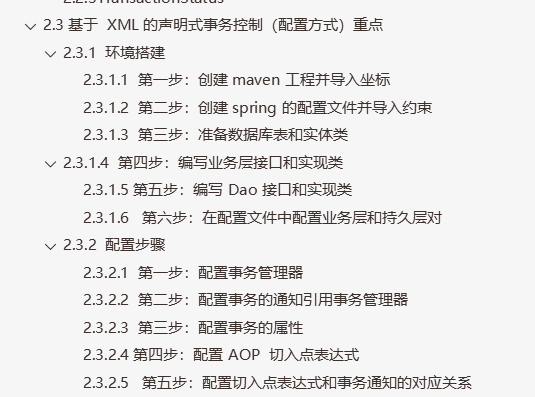 2.3 基于 XML 的声明式事务控制（配置方式）重点
2.3.1 环境搭建
2.3.1.1 第一步：创建 maven 工程并导入坐标
2.3.1.2 第二步：创建 spring 的配置文件并导入约束
2.3.1.3 第三步：准备数据库表和实体类
2.3.1.4 第四步：编写业务层接口和实现类
2.3.1.5 第五步：编写 Dao 接口和实现类
2.3.1.6 第六步：在配置文件中配置业务层和持久层对
2.3.2 配置步骤
2.3.2.1 第一步：配置事务管理器
2.3.2.2 第二步：配置事务的通知引用事务管理器
2.3.2.3 第三步：配置事务的属性
2.3.2.4 第四步：配置 AOP 切入点表达式
2.3.2.5 第五步：配置切入点表达式和事务通知的对应关系